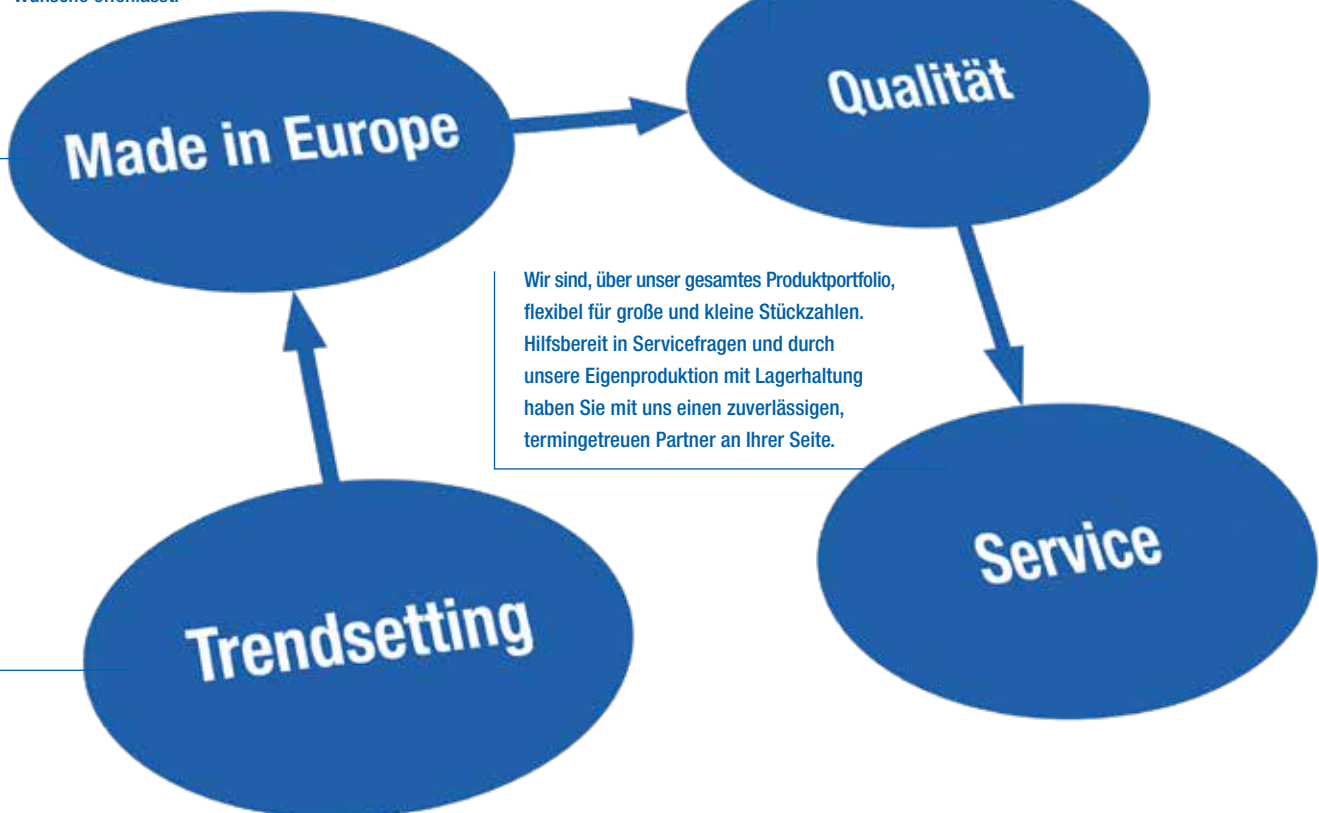 Made in Europe
Qualität
Wir sind, über unser gesamtes Produktportfolio,
flexibel für große und kleine Stückzahlen.
Hilfsbereit in Servicefragen und durch
unsere Eigenproduktion mit Lagerhaltung
haben Sie mit uns einen zuverlässigen,
termingetreuen Partner an Ihrer Seite.
Service
Trendsetting